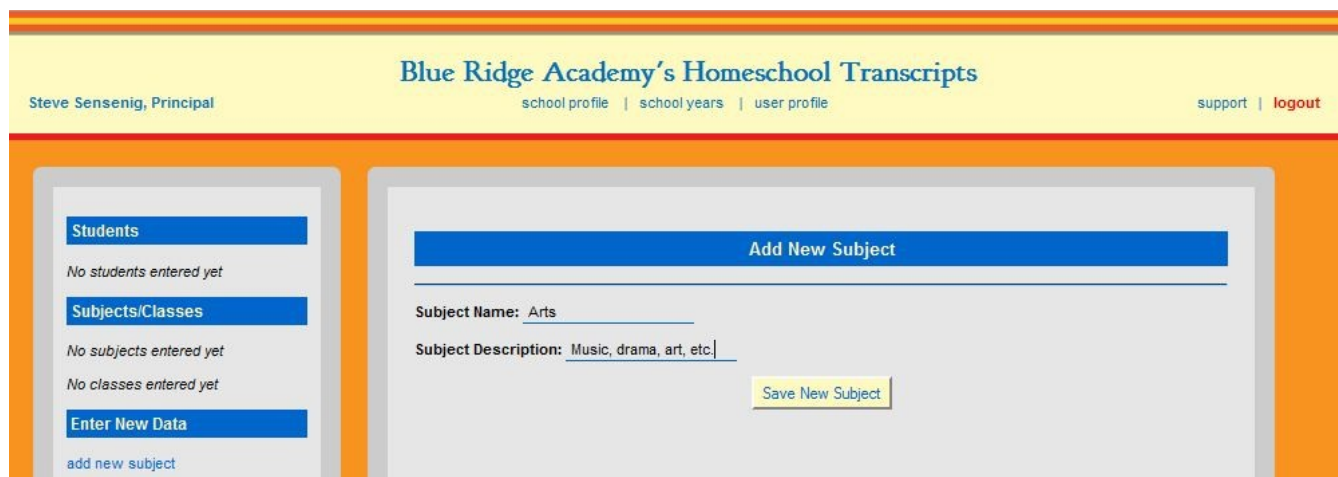 Blue Ridge Academy's Homeschool Transcripts
Steve Sensenig, Principal
school profile | school years | user profile
support | logout
Students
No students entered yet
Subjects/Classes
No subjects entered yet
No classes entered yet
Enter New Data
add new subject
Add New Subject
Subject Name: Arts
Subject Description: Music, drama, art, etc.
Save New Subject